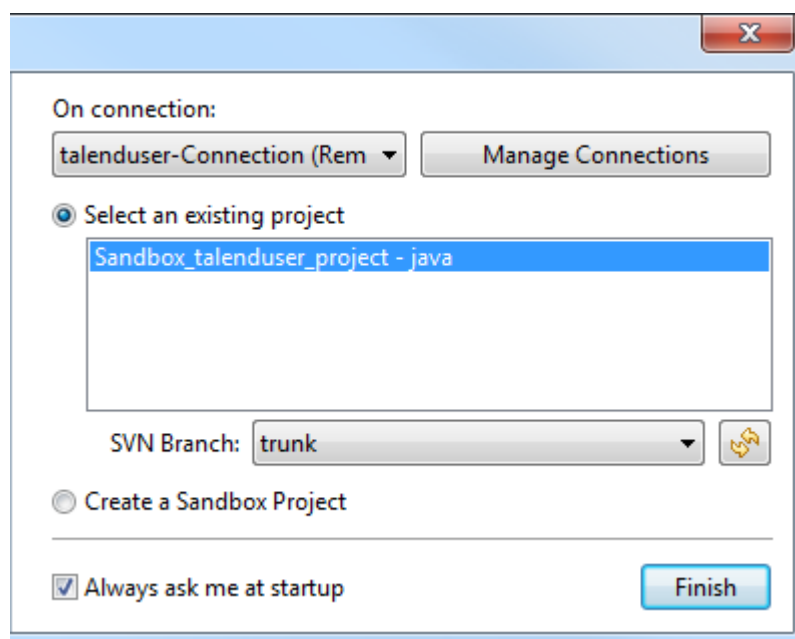 On connection:
talenduser-Connection (Rem
Manage Connections
Select an existing project
Sandbox_talenduser_project - java
SVN Branch: trunk
Create a Sandbox Project
Always ask me at startup
Finish